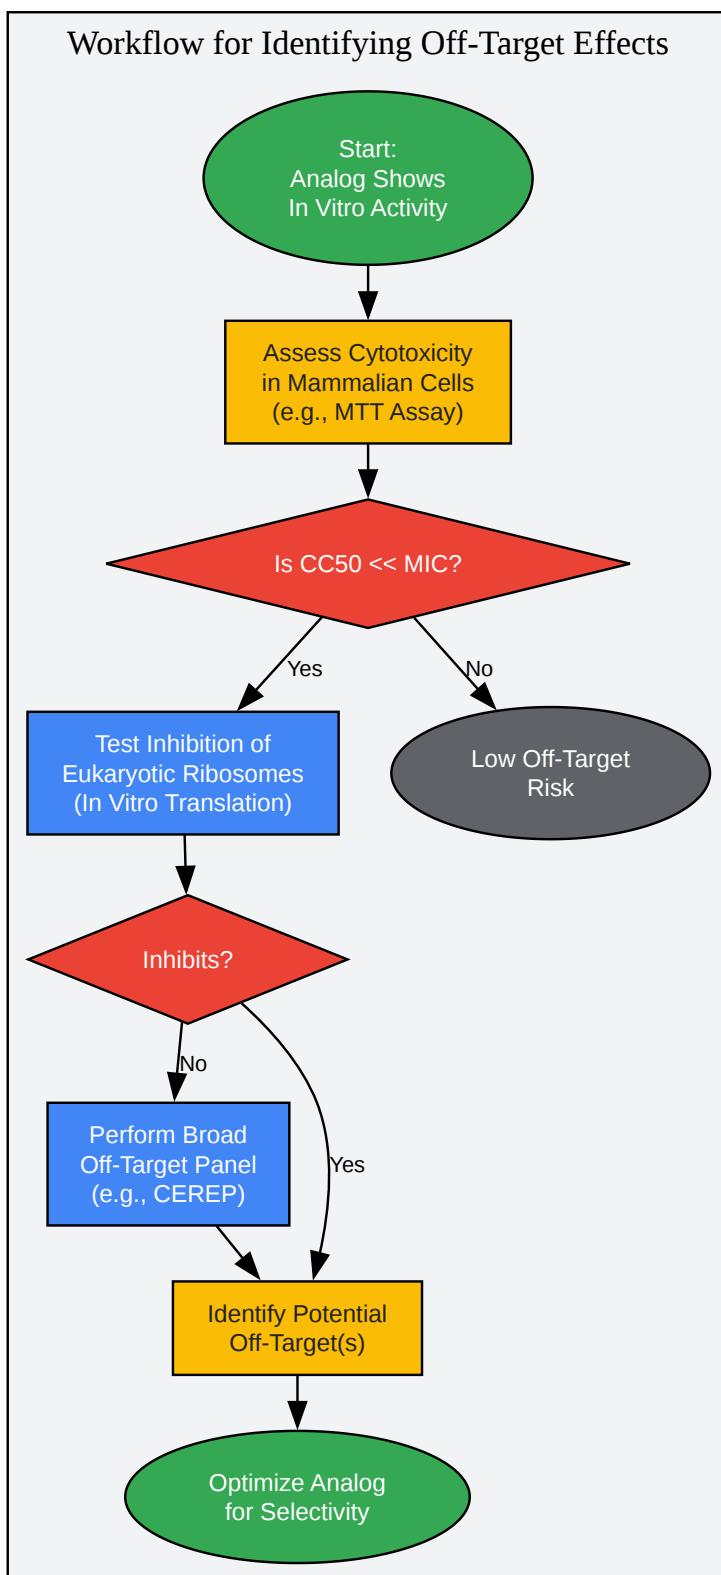 Workflow for Identifying Off-Target Effects
Start:
Analog Shows
In Vitro Activity
Assess Cytotoxicity
in Mammalian Cells
(e.g., MTT Assay)
Is CC50 << MIC?
Yes
No
Test Inhibition of
Eukaryotic Ribosomes
(In Vitro Translation)
Low Off-Target
Risk
Inhibits?
No
Yes
Perform Broad
Off-Target Panel
(e.g., CEREP)
Identify Potential
Off-Target(s)
Optimize Analog
for Selectivity